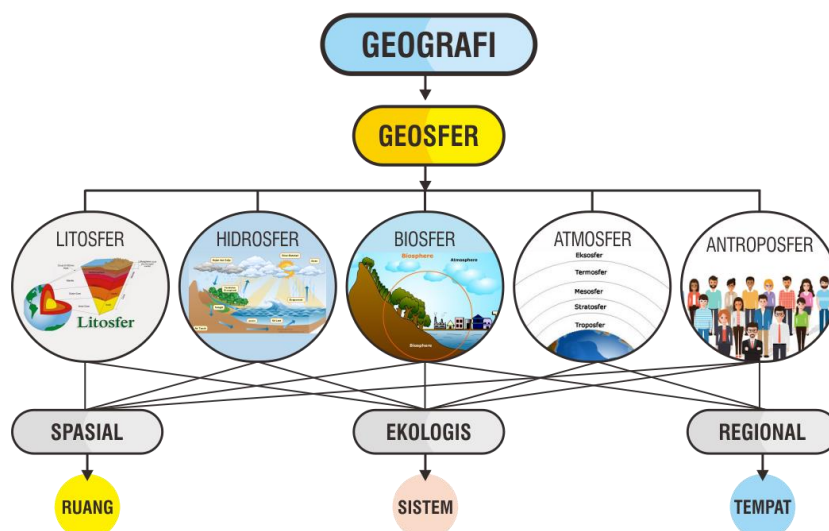 GEOGRAFI
GEOSFER
LITOSFER
Litosfer
HIDROSFER
BIOSFER
Biosphere
Atmosphere
Biosphere
ATMOSFER
Eksosfer
Termosfer
Mesosfer
Stratosfer
Troposfer
ANTROPOSFER
SPASIAL
EKOLOGIS
REGIONAL
RUANG
SISTEM
TEMPAT